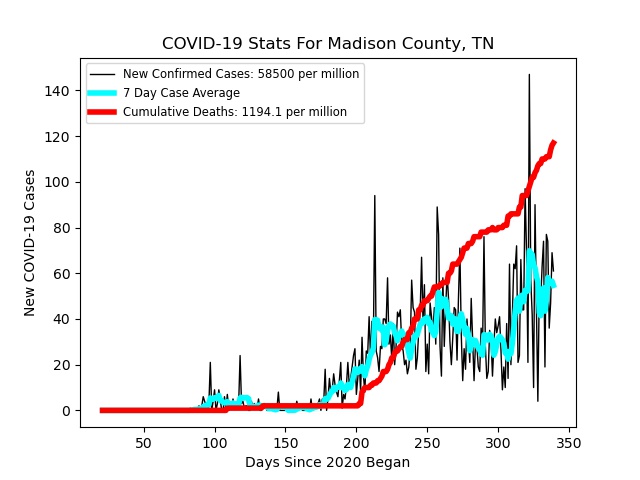 COVID-19 Stats For Madison County, TN
New Confirmed Cases: 58500 per million
7 Day Case Average
Cumulative Deaths: 1194.1 per million
New COVID-19 Cases
140
120
100
80
60
40
20
0
50
100
150
200
250
300
350
Days Since 2020 Began